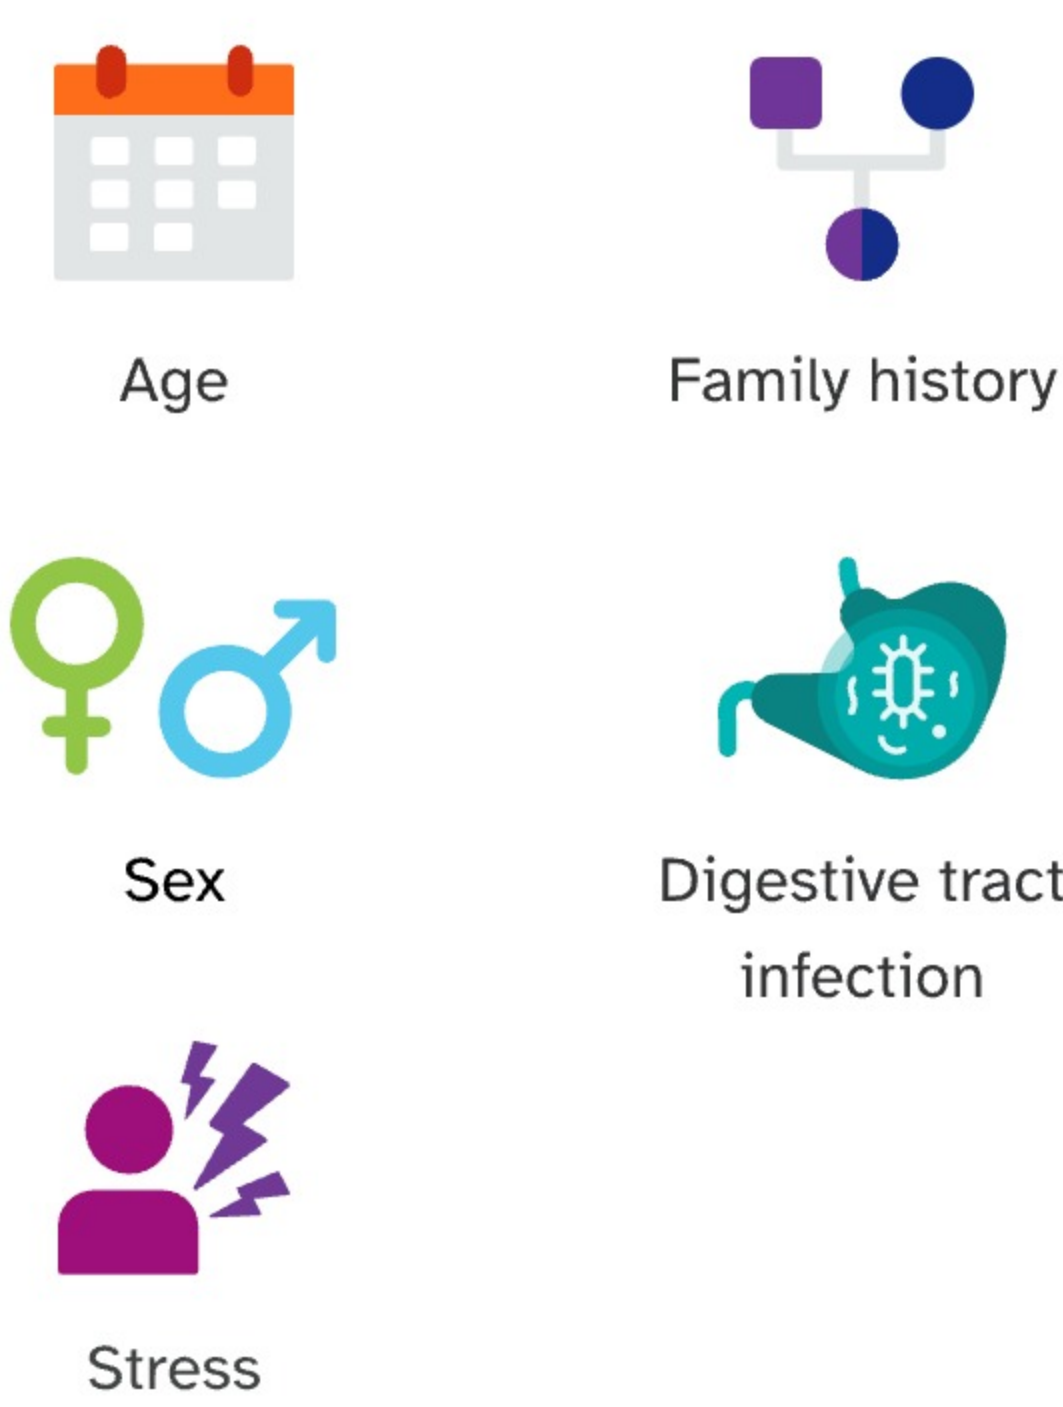 Age
Family history
Sex
Digestive tract
infection
Stress